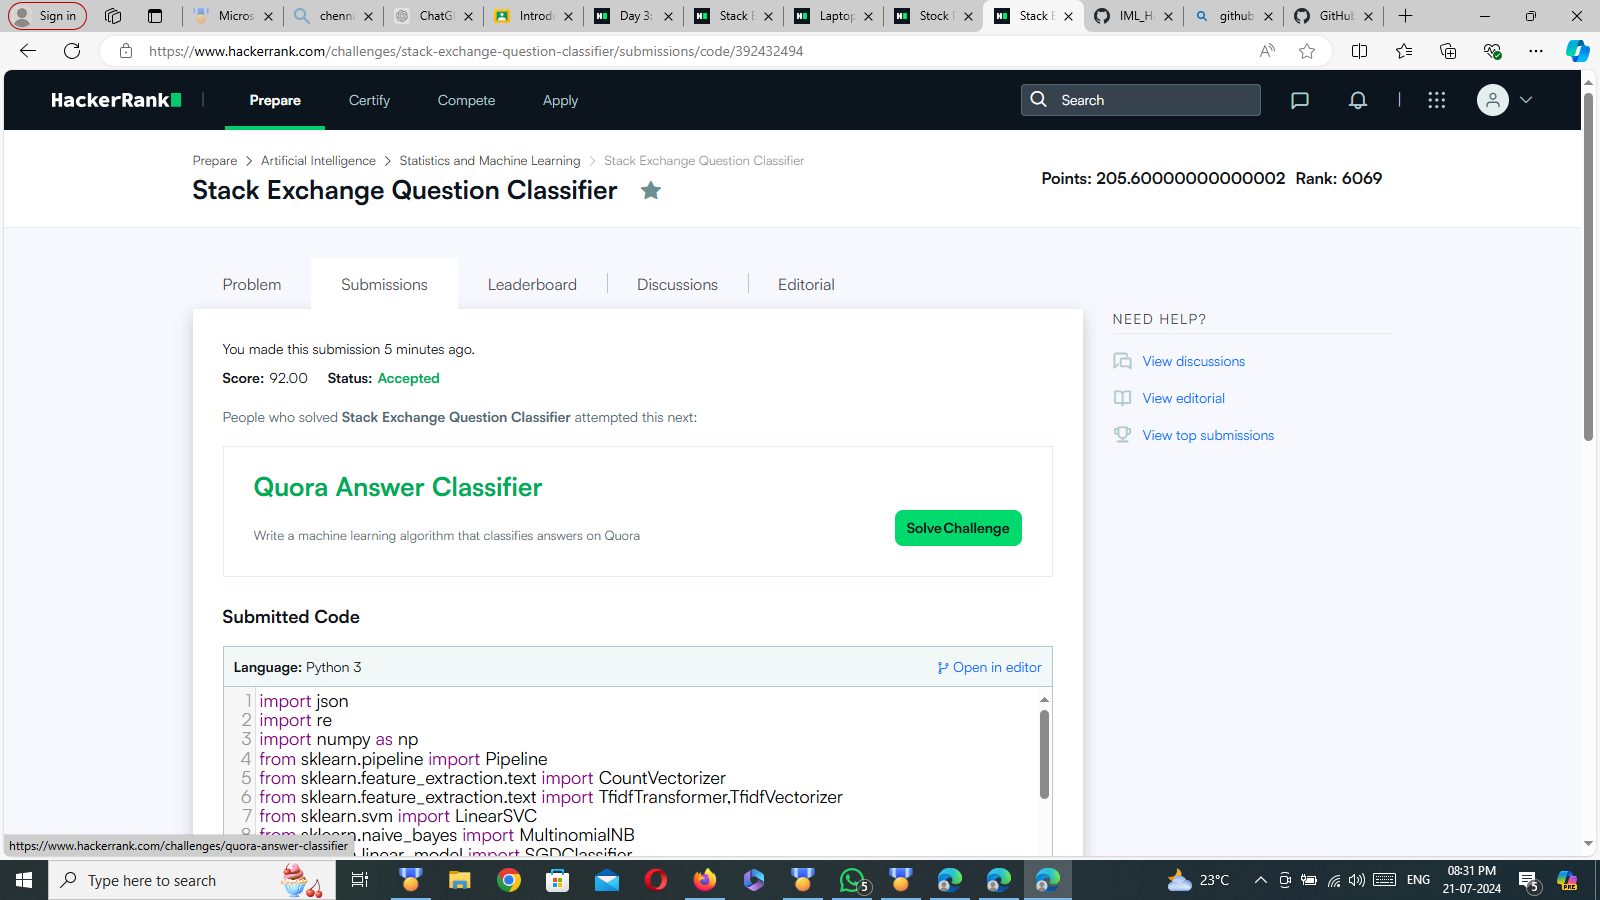 Sign in
Micros
chenna
ChatGI
Introdu
Day 3:
Stack E
Laptop
Stock P
Stack E
IML_Ha
github
GitHub
https://www.hackerrank.com/challenges/stack-exchange-question-classifier/submissions/code/392432494
HackerRank
Prepare
Certify
Compete
Apply
Search
Prepare > Artificial Intelligence > Statistics and Machine Learning > Stack Exchange Question Classifier
Stack Exchange Question Classifier
Points: 205.60000000000002 Rank: 6069
Problem
Submissions
Leaderboard
Discussions
Editorial
You made this submission 5 minutes ago.
Score: 92.00 Status: Accepted
People who solved Stack Exchange Question Classifier attempted this next:
Quora Answer Classifier
Write a machine learning algorithm that classifies answers on Quora
Solve Challenge
NEED HELP?
View discussions
View editorial
View top submissions
Submitted Code
Language: Python 3
Open in editor
1 import json
2 import re
3 import numpy as np
4 from sklearn.pipeline import Pipeline
5 from sklearn.feature_extraction.text import CountVectorizer
6 from sklearn.feature_extraction.text import TfidfTransformer,TfidfVectorizer
7 from sklearn.svm import LinearSVC
8 from sklearn.naive_bayes import MultinomialNB
linear_model import SGDClassifier
https://www.hackerrank.com/challenges/quora-answer-classifier
Type here to search
5
23°C
ENG
08:31 PM
21-07-2024
5
PRE